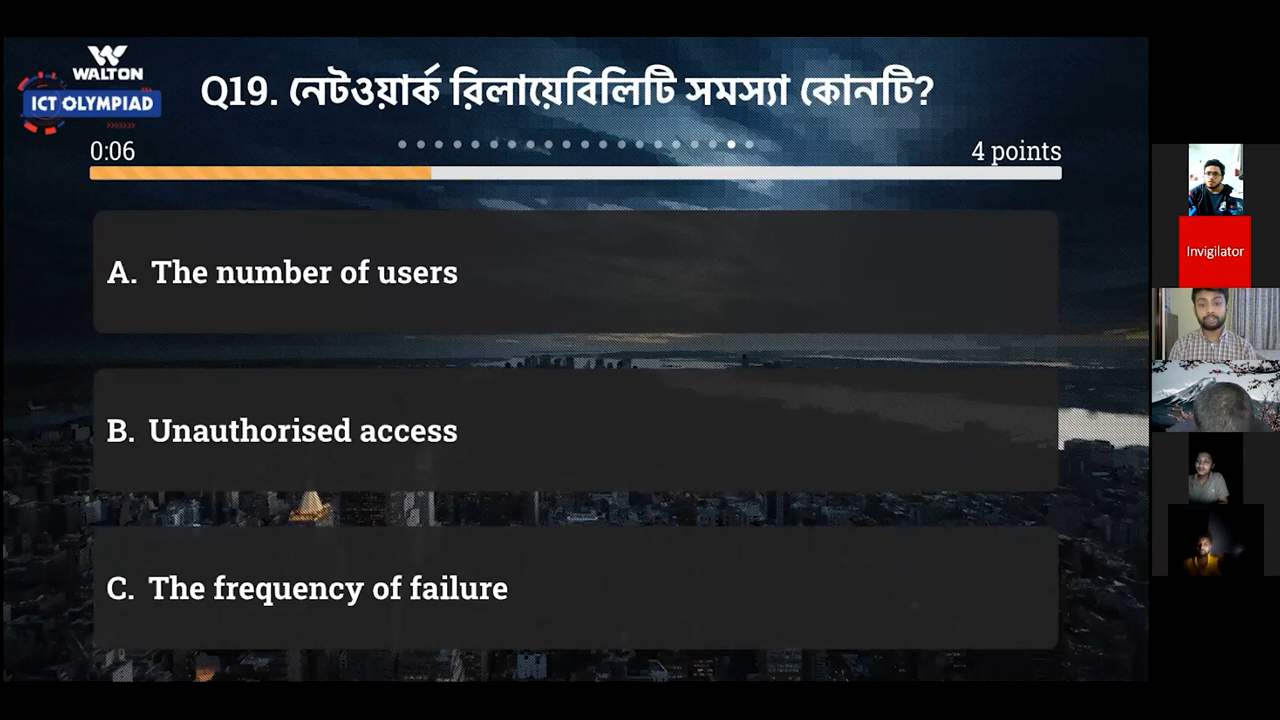 WALTON
ICT OLYMPIAD
Q19. নেটওয়ার্ক রিলায়েবিলিটি সমস্যা কোনটি?
0:06
4 points
A. The number of users
B. Unauthorised access
C. The frequency of failure
Invigilator